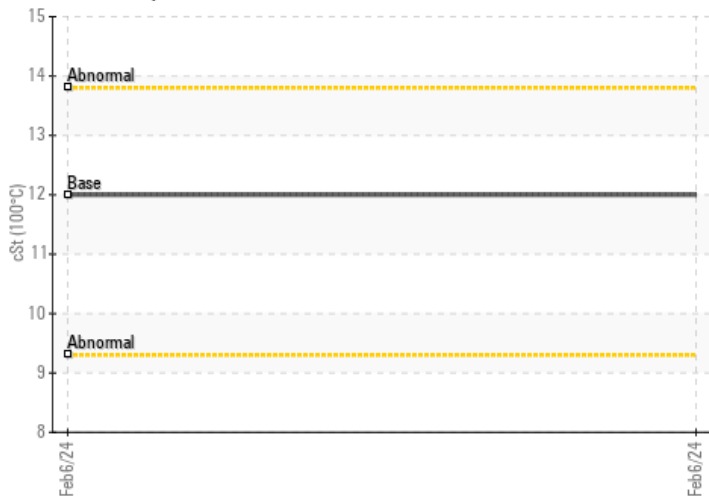 15
Abnormal
14
13
Base
12
cSt (100°C)
11
10
Abnormal
9
8
Feb6/24
Feb6/24